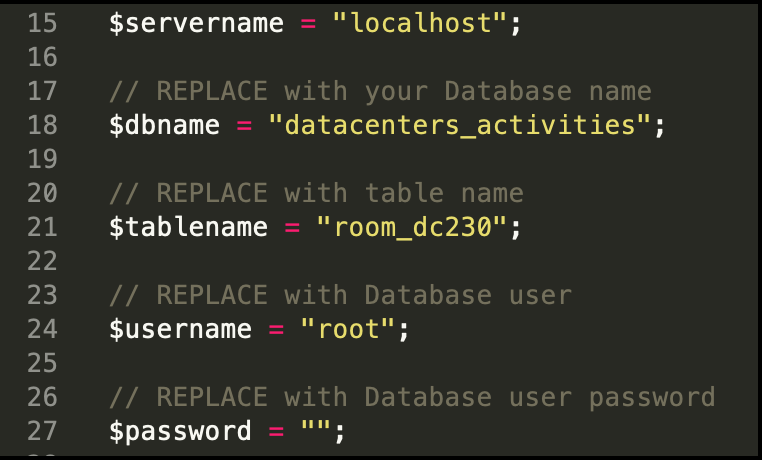 15 $servername = "localhost";
16
17 // REPLACE with your Database name
18 $dbname = "datacenters_activities";
19
20 // REPLACE with table name
21 $tablename = "room_dc230";
22
23 // REPLACE with Database user
24 $username = "root";
25
26 // REPLACE with Database user password
27 $password = "";